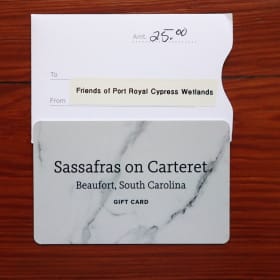 Amt. 25.00
To
Friends of Port Royal Cypress Wetlands
From
Sassafras on Carteret
Beaufort, South Carolina
GIFT CARD